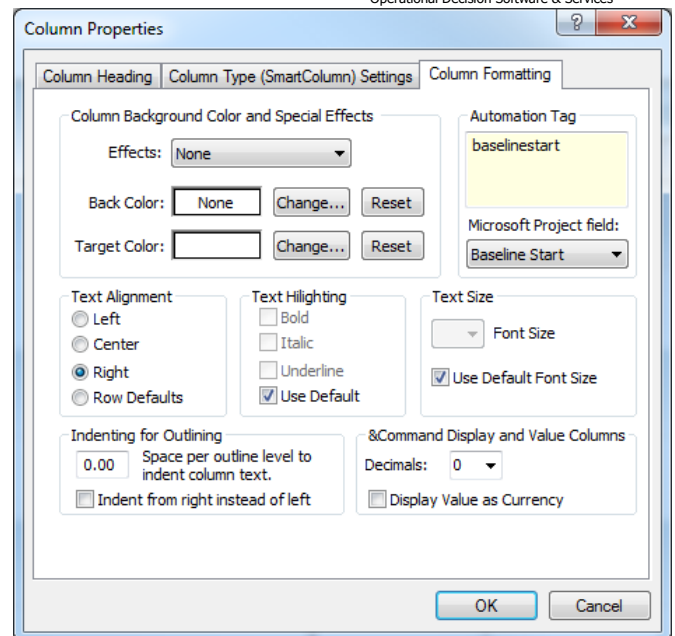 Operational Decision Software & Services
Column Properties
?
X
Column Heading
Column Type (SmartColumn) Settings
Column Formatting
Column Background Color and Special Effects
Effects: None
Back Color: None Change... Reset
Target Color: Change... Reset
Automation Tag
baselinestart
Microsoft Project field:
Baseline Start
Text Alignment
Left
Center
Right
Row Defaults
Text Hilighting
Bold
Italic
Underline
Use Default
Text Size
Font Size
Use Default Font Size
Indenting for Outlining
0.00 Space per outline level to
indent column text.
Indent from right instead of left
&Command Display and Value Columns
Decimals: 0
Display Value as Currency
OK
Cancel